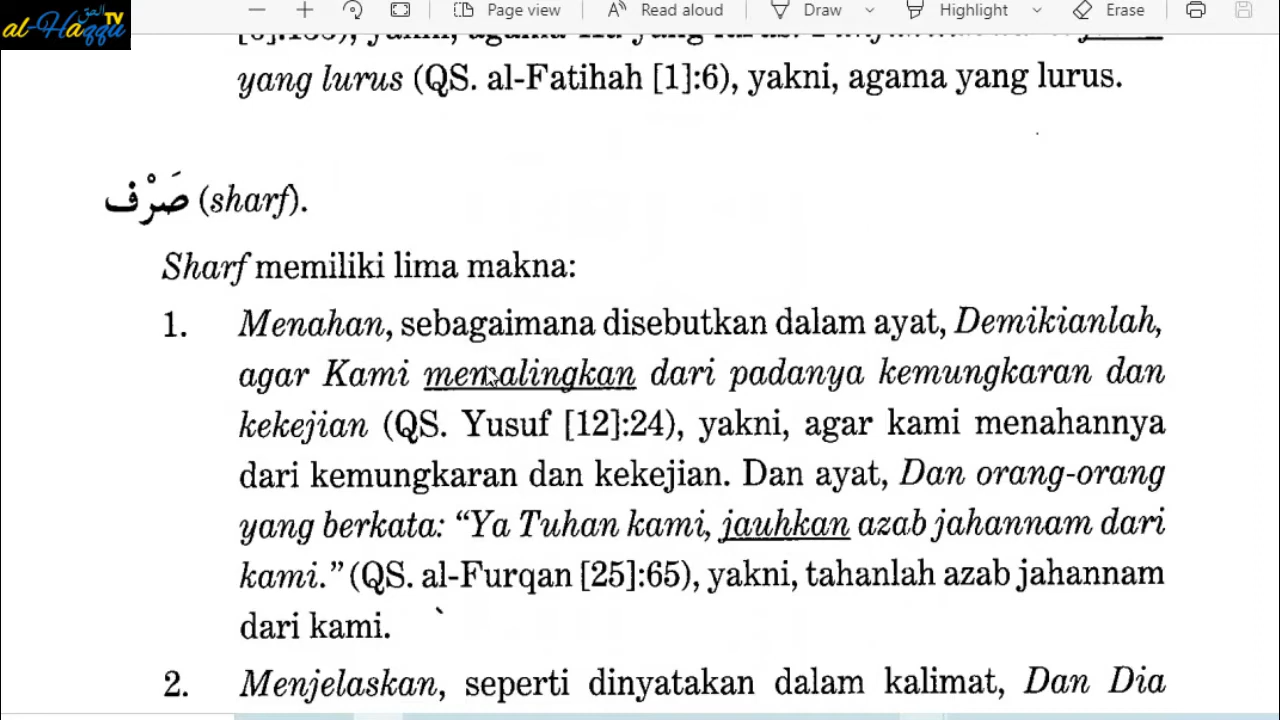 الحق
al-Haqqu TV
Page view
Read aloud
Draw
Highlight
Erase
yang lurus (QS. al-Fatihah [1]:6), yakni, agama yang lurus.
صَرْف (sharf).
Sharf memiliki lima makna:
1. Menahan, sebagaimana disebutkan dalam ayat, Demikianlah,
agar Kami memalingkan dari padanya kemungkaran dan
kekejian (QS. Yusuf [12]:24), yakni, agar kami menahannya
dari kemungkaran dan kekejian. Dan ayat, Dan orang-orang
yang berkata: “Ya Tuhan kami, jauhkan azab jahannam dari
kami.” (QS. al-Furqan [25]:65), yakni, tahanlah azab jahannam
dari kami.
2. Menjelaskan, seperti dinyatakan dalam kalimat, Dan Dia